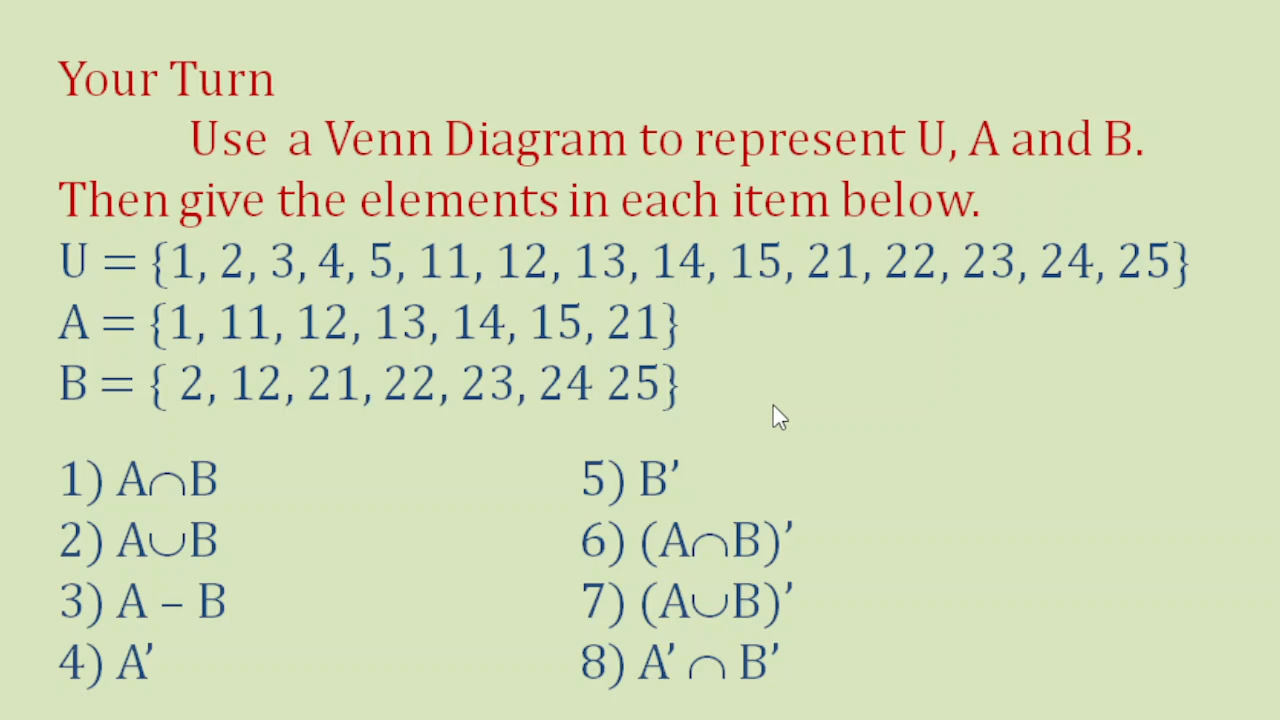 Your Turn
Use a Venn Diagram to represent U, A and B.
Then give the elements in each item below.
U = {1, 2, 3, 4, 5, 11, 12, 13, 14, 15, 21, 22, 23, 24, 25}
A = {1, 11, 12, 13, 14, 15, 21}
B = { 2, 12, 21, 22, 23, 24 25}
1) A∩B
2) A∪B
3) A – B
4) A’
5) B’
6) (A∩B)’
7) (A∪B)’
8) A’ ∩ B’